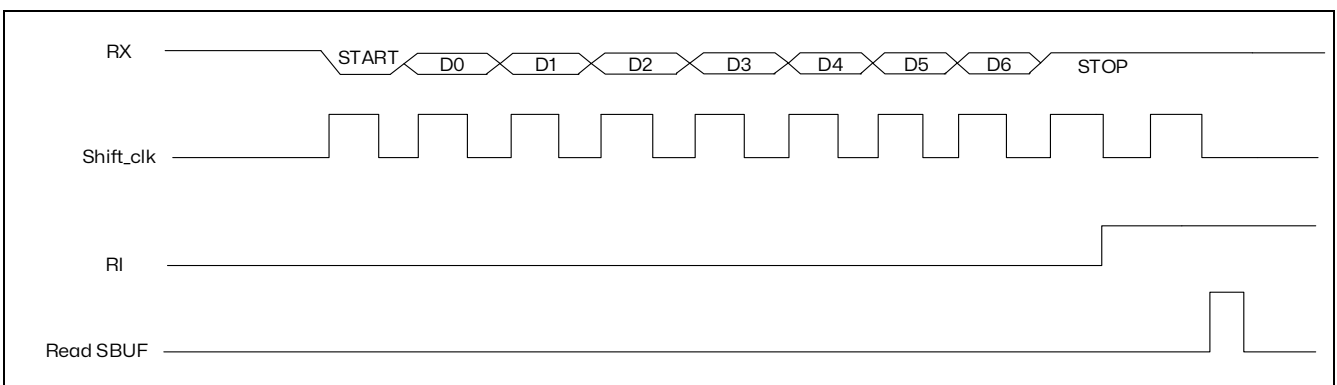 RX
START D0 D1 D2 D3 D4 D5 D6 STOP
Shift_clk
RI
Read SBUF